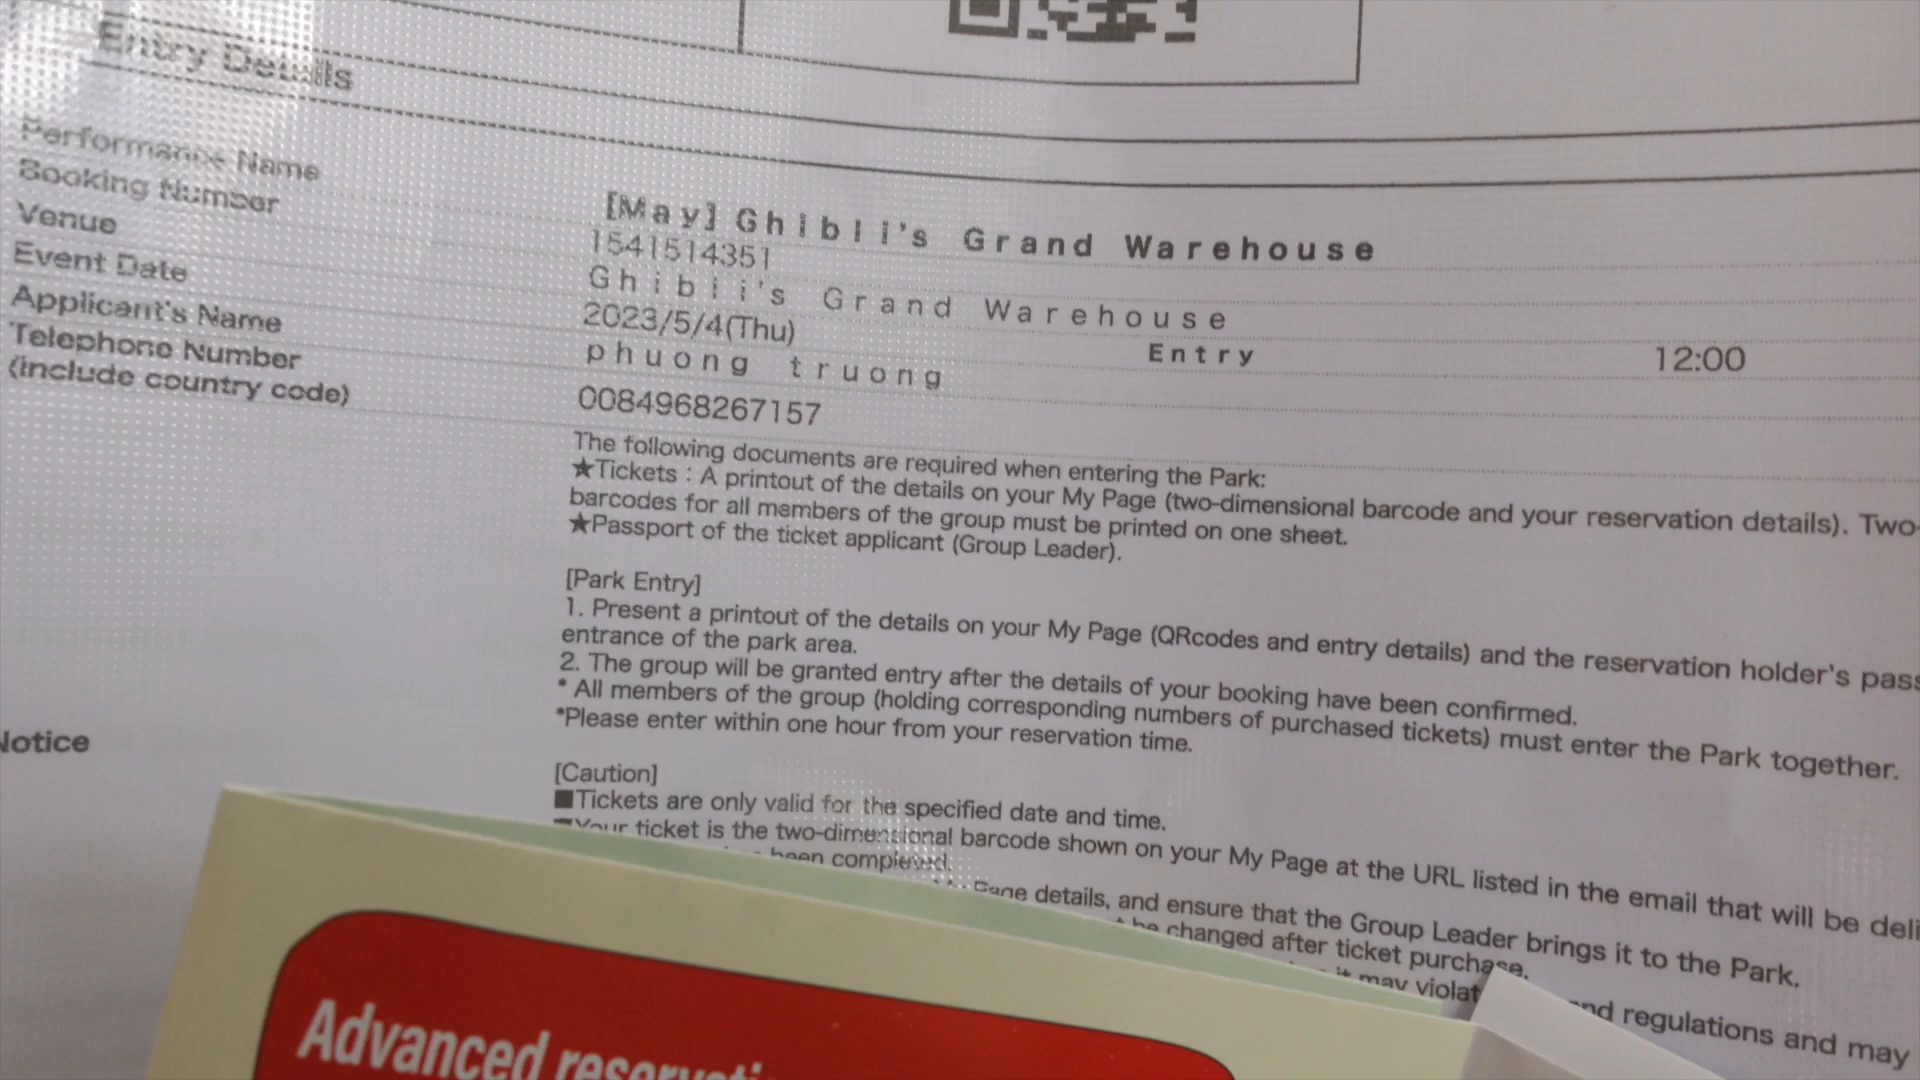 Entry Details
Performance Name [May] Ghibli's Grand Warehouse
Booking Number 1541514351
Venue Ghibli's Grand Warehouse
Event Date 2023/5/4(Thu) Entry 12:00
Applicant's Name phuong truong
Telephone Number
(include country code) 0084968267157
The following documents are required when entering the Park:
★Tickets : A printout of the details on your My Page (two-dimensional barcode and your reservation details). Two-
barcodes for all members of the group must be printed on one sheet.
★Passport of the ticket applicant (Group Leader).
[Park Entry]
1. Present a printout of the details on your My Page (QRcodes and entry details) and the reservation holder's pass
entrance of the park area.
2. The group will be granted entry after the details of your booking have been confirmed.
* All members of the group (holding corresponding numbers of purchased tickets) must enter the Park together.
*Please enter within one hour from your reservation time.
Notice
[Caution]
■Tickets are only valid for the specified date and time.
■Your ticket is the two-dimensional barcode shown on your My Page at the URL listed in the email that will be deli
been completed.
Page details, and ensure that the Group Leader brings it to the Park.
be changed after ticket purchase.
it may violat nd regulations and may
Advanced reservati